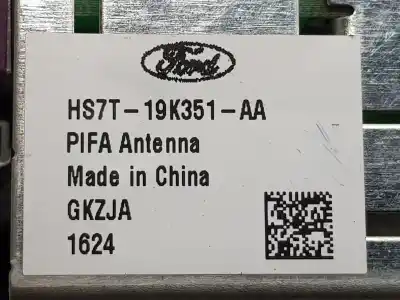 Ford
HS7T-19K351-AA
PIFA Antenna
Made in China
GKZJA
1624